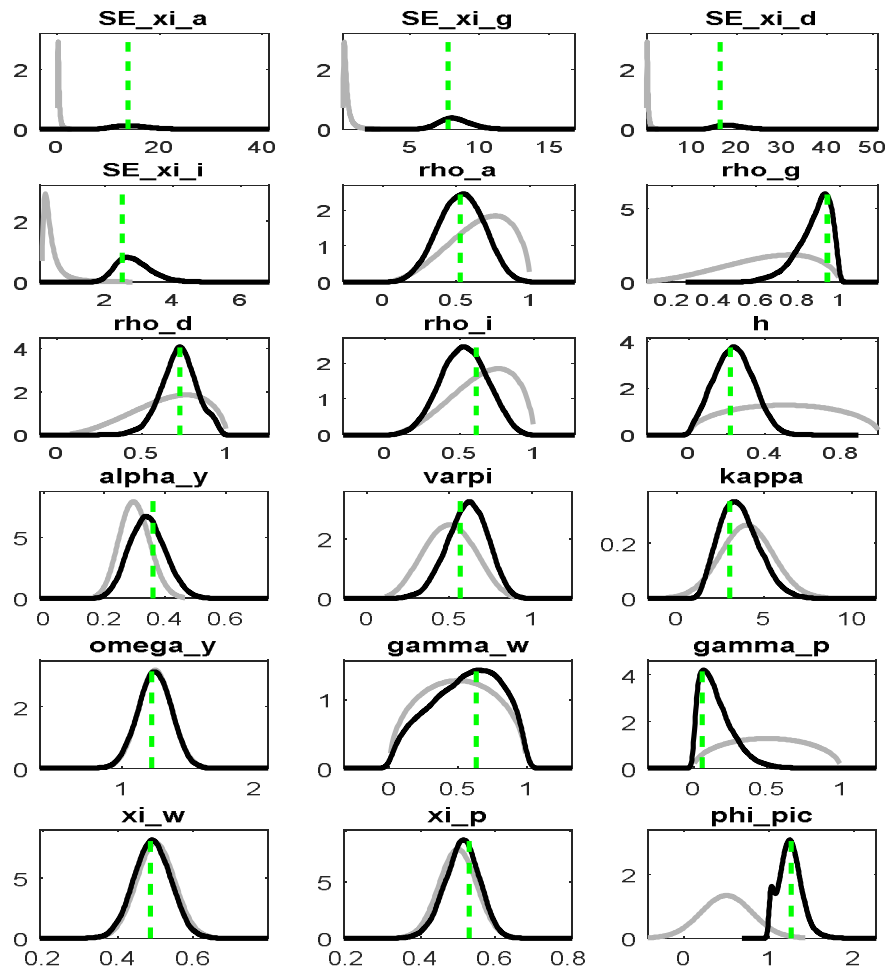 SE_xi_a SE_xi_g SE_xi_d
2 2 2
0 0 0
0 20 40 5 10 15 10 20 30 40 50
SE_xi_i rho_a rho_g
2 2 5
1
0 0 0
2 4 6 0 0.5 1 0.2 0.4 0.6 0.8 1
rho_d rho_i h
4 2 4
2 1 2
0 0 0
0 0.5 1 0 0.5 1 0 0.4 0.8
alpha_y varpi kappa
5 2 0.2
0 0 0
0 0.2 0.4 0.6 0 0.5 1 0 5 10
omega_y gamma_w gamma_p
4
2 1 2
0 0 0
1 2 0 0.5 1 0 0.5 1
xi_w xi_p phi_pic
5 5 2
0 0 0
0.2 0.4 0.6 0.2 0.4 0.6 0.8 0 1 2